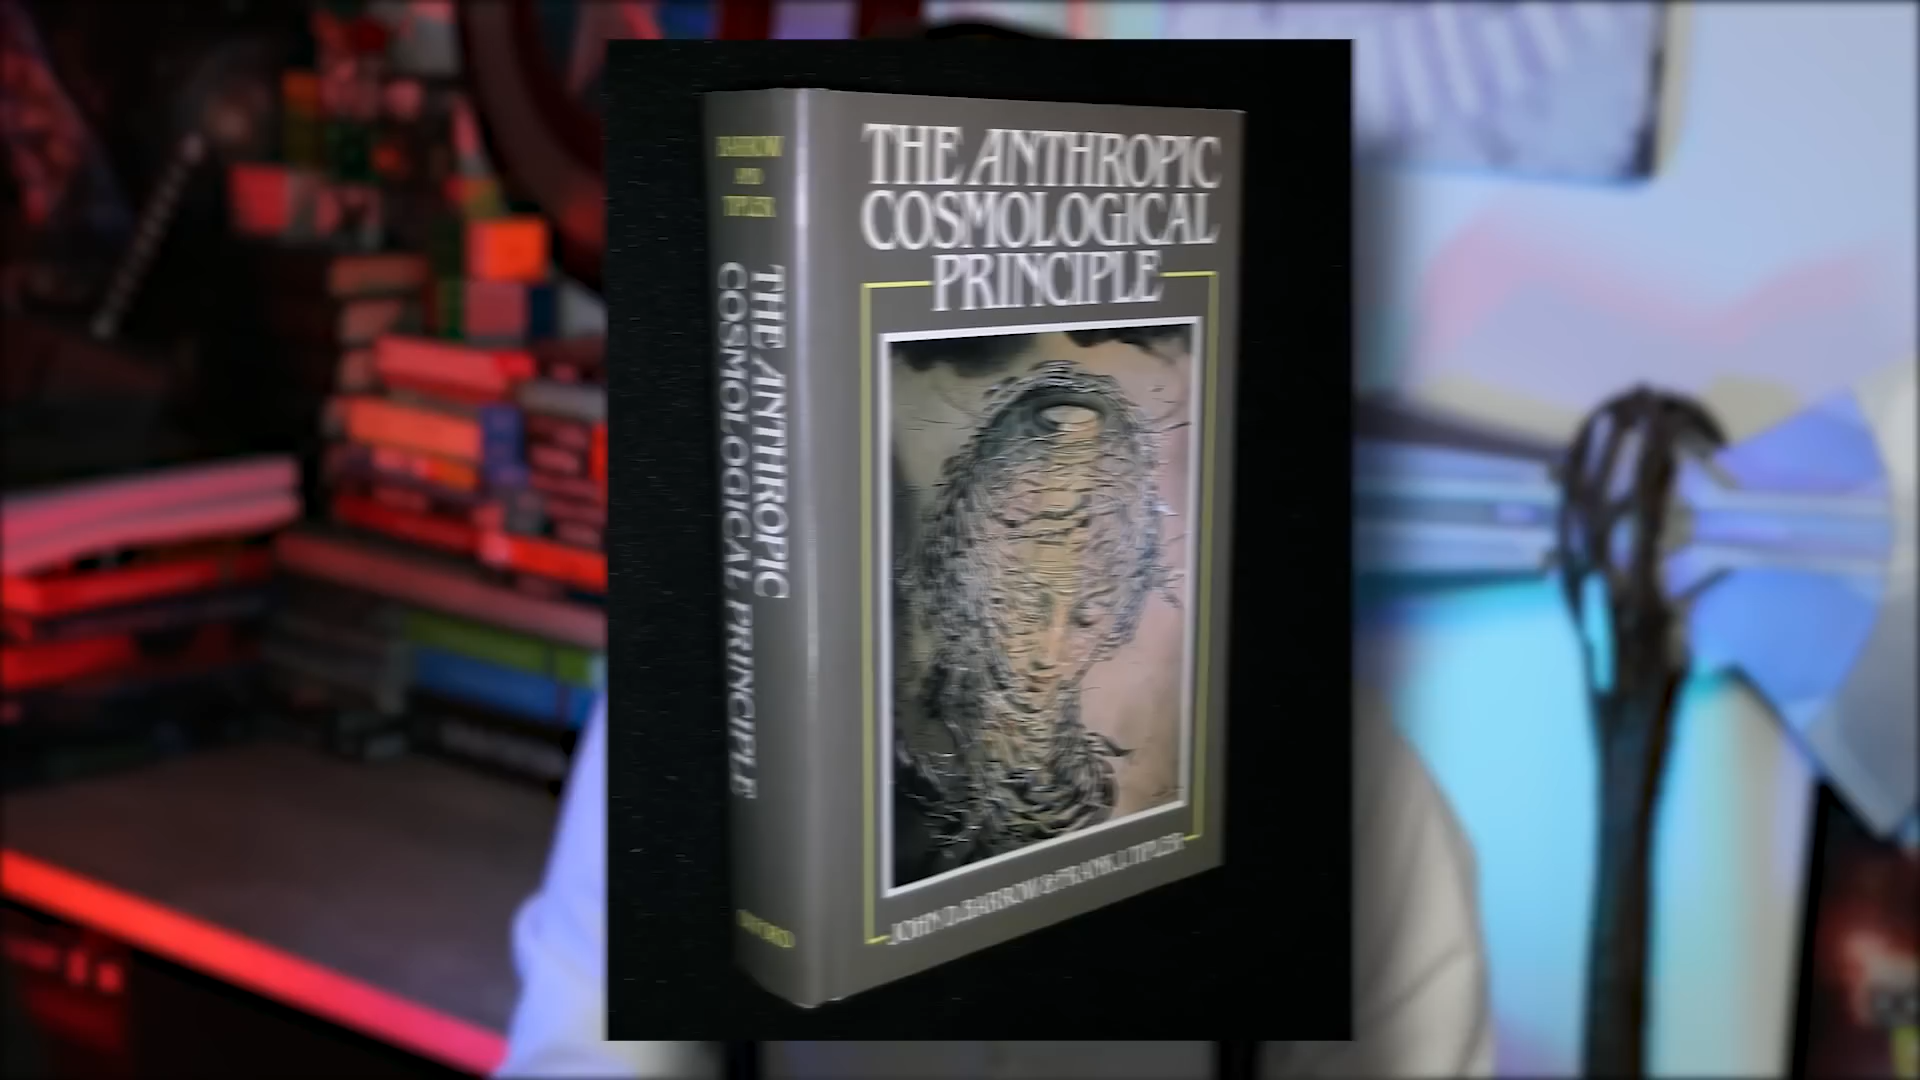 BARROW
AND
TIPLER
THE ANTHROPIC
COSMOLOGICAL PRINCIPLE
OXFORD
THE ANTHROPIC
COSMOLOGICAL
PRINCIPLE
JOHN D. BARROW & FRANK J. TIPLER